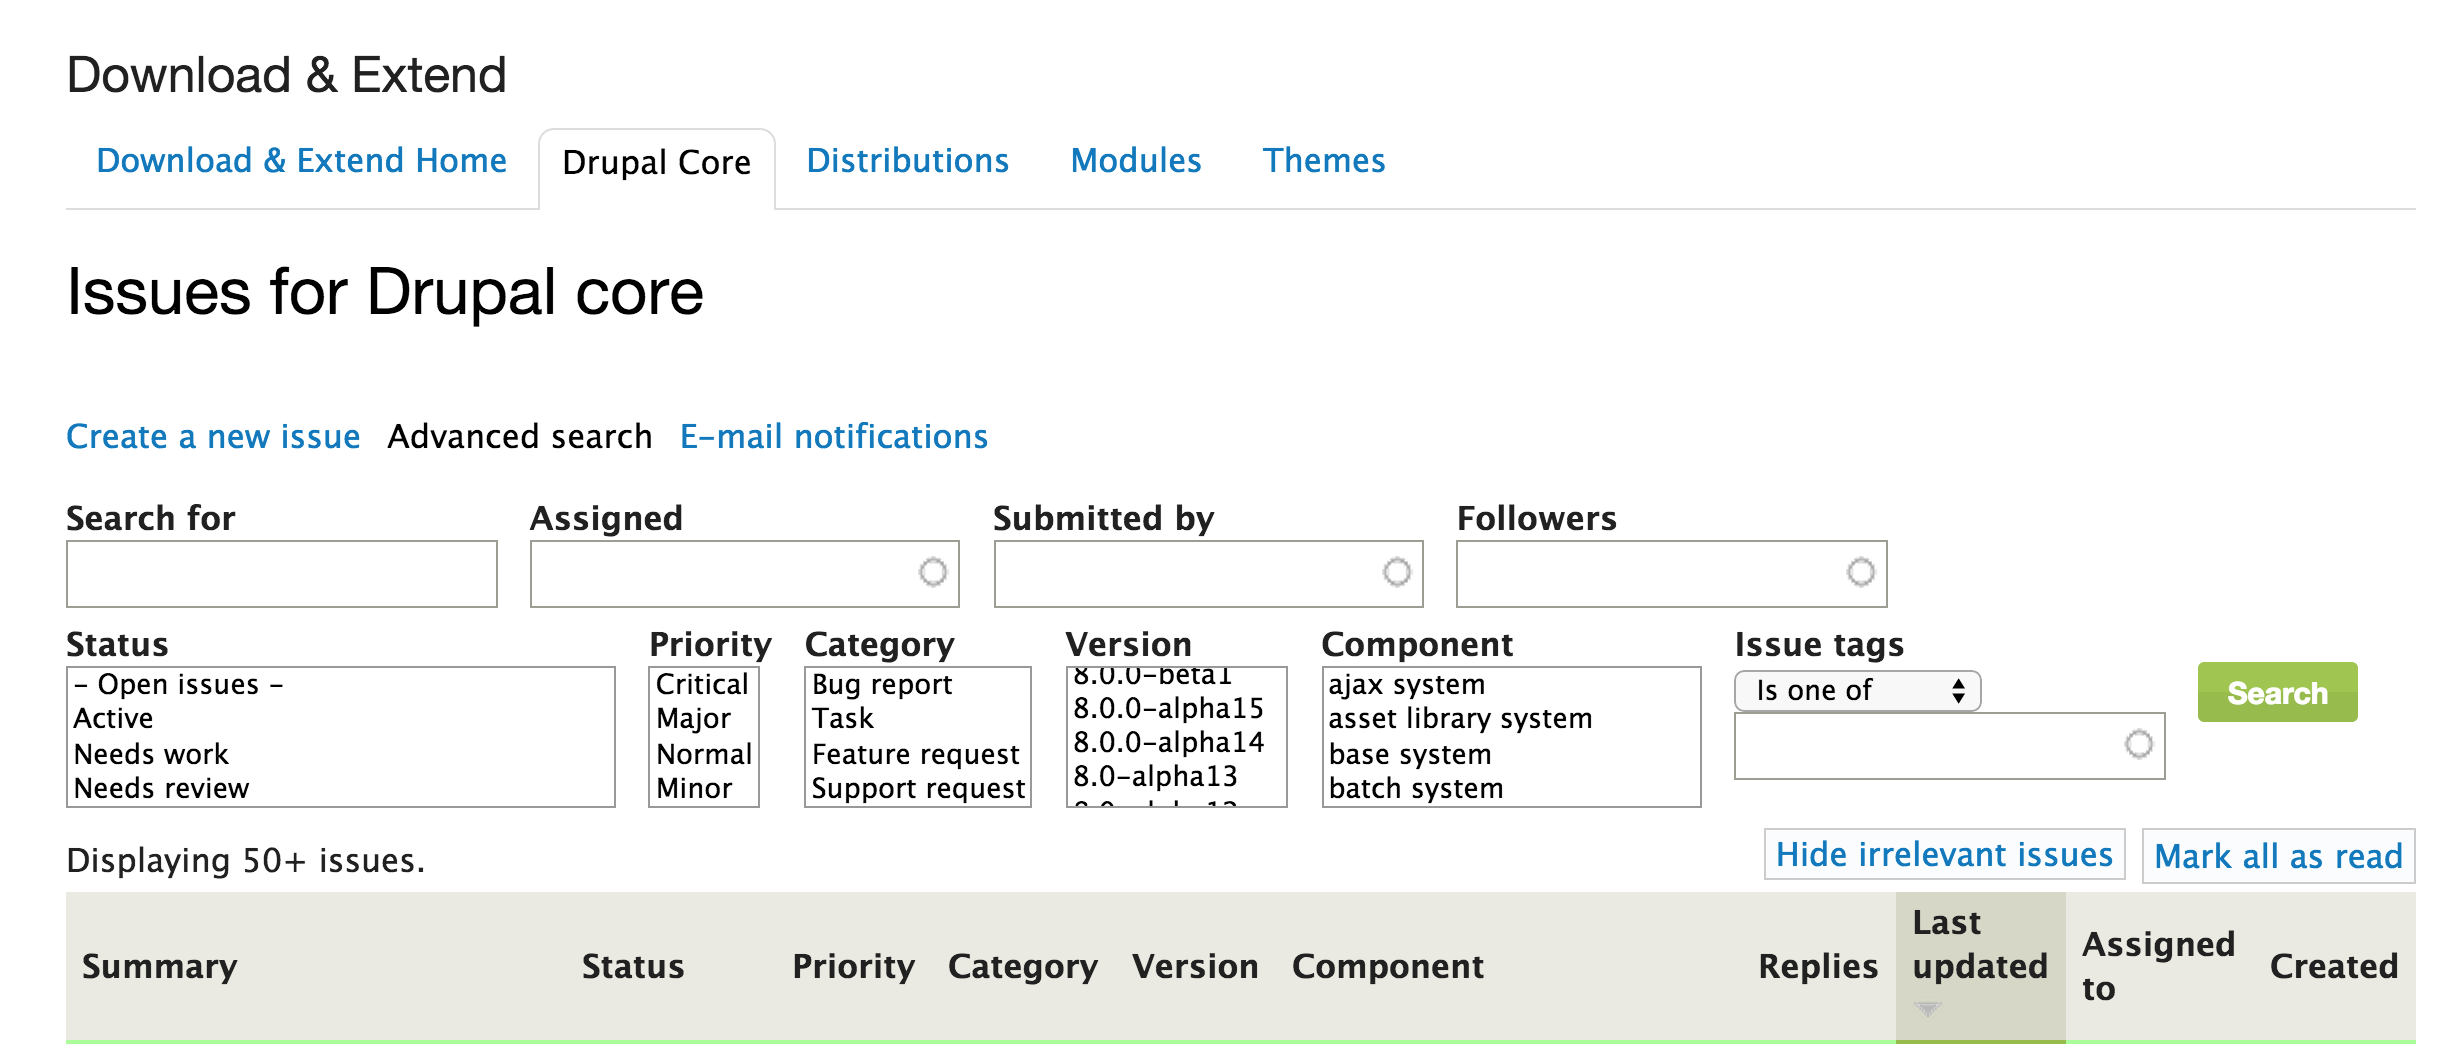 Download & Extend
Download & Extend Home Drupal Core Distributions Modules Themes
Issues for Drupal core
Create a new issue Advanced search E-mail notifications
Search for Assigned Submitted by Followers
Status Priority Category Version Component Issue tags
- Open issues -
Active
Needs work
Needs review
Critical
Major
Normal
Minor
Bug report
Task
Feature request
Support request
8.0.0-beta1
8.0.0-alpha15
8.0.0-alpha14
8.0-alpha13
ajax system
asset library system
base system
batch system
Is one of
Search
Displaying 50+ issues.
Hide irrelevant issues Mark all as read
Summary Status Priority Category Version Component Replies Last updated Assigned to Created